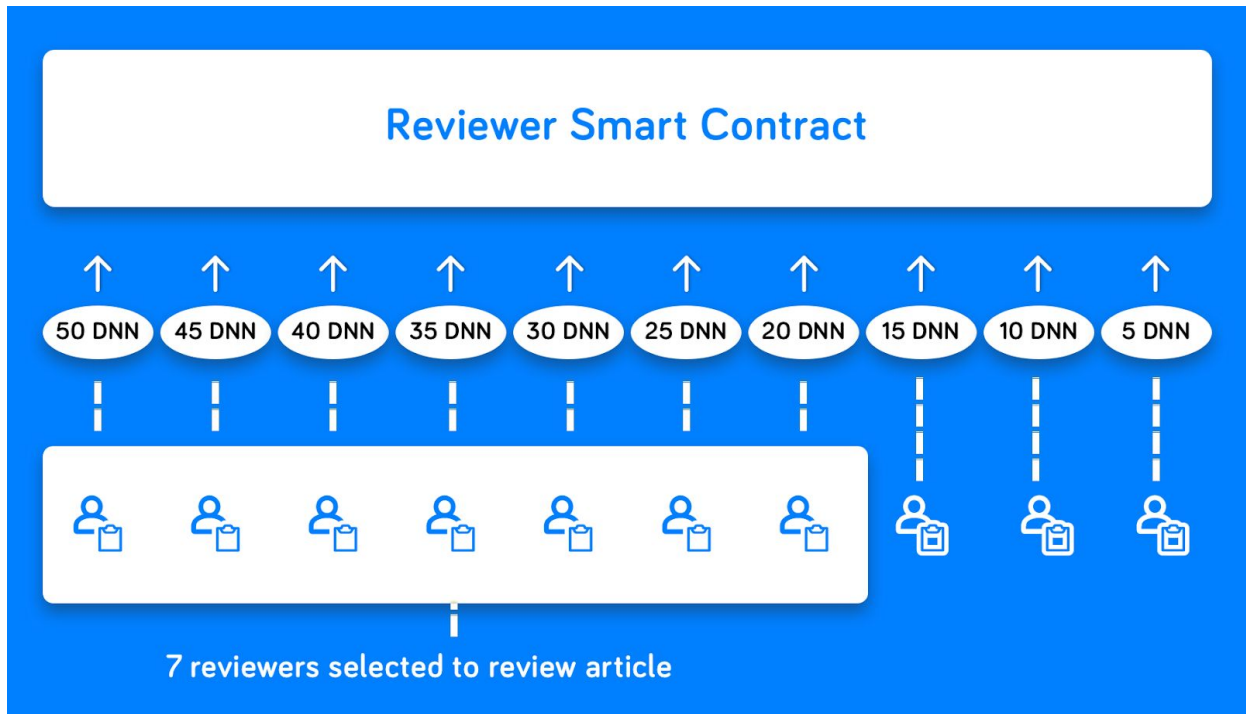 Reviewer Smart Contract
50 DNN 45 DNN 40 DNN 35 DNN 30 DNN 25 DNN 20 DNN 15 DNN 10 DNN 5 DNN
7 reviewers selected to review article